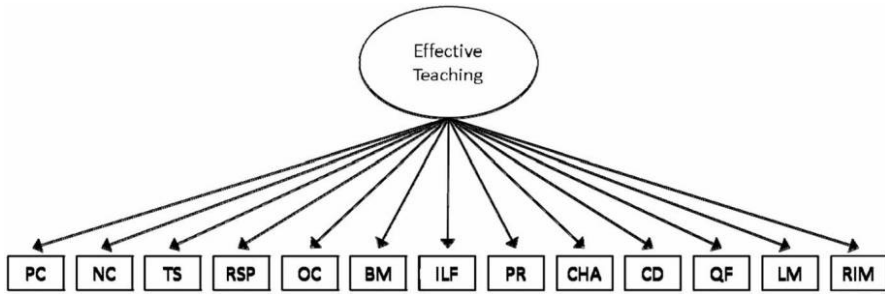 Effective
Teaching
PC NC TS RSP OC BM ILF PR CHA CD QF LM RIM